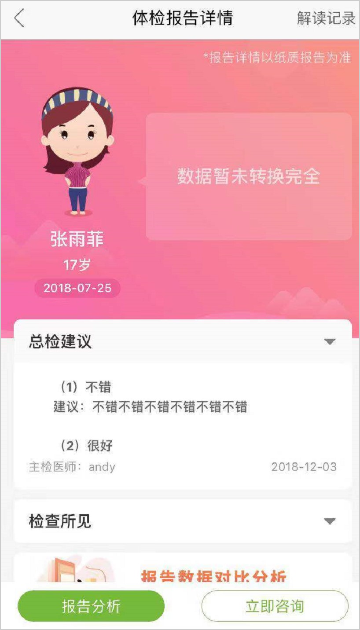 体检报告详情
解读记录
*报告详情以纸质报告为准
数据暂未转换完全
张雨菲
17岁
2018-07-25
总检建议
（1）不错
建议：不错不错不错不错不错不错
（2）很好
主检医师：andy
2018-12-03
检查所见
报告数据对比分析
报告分析
立即咨询